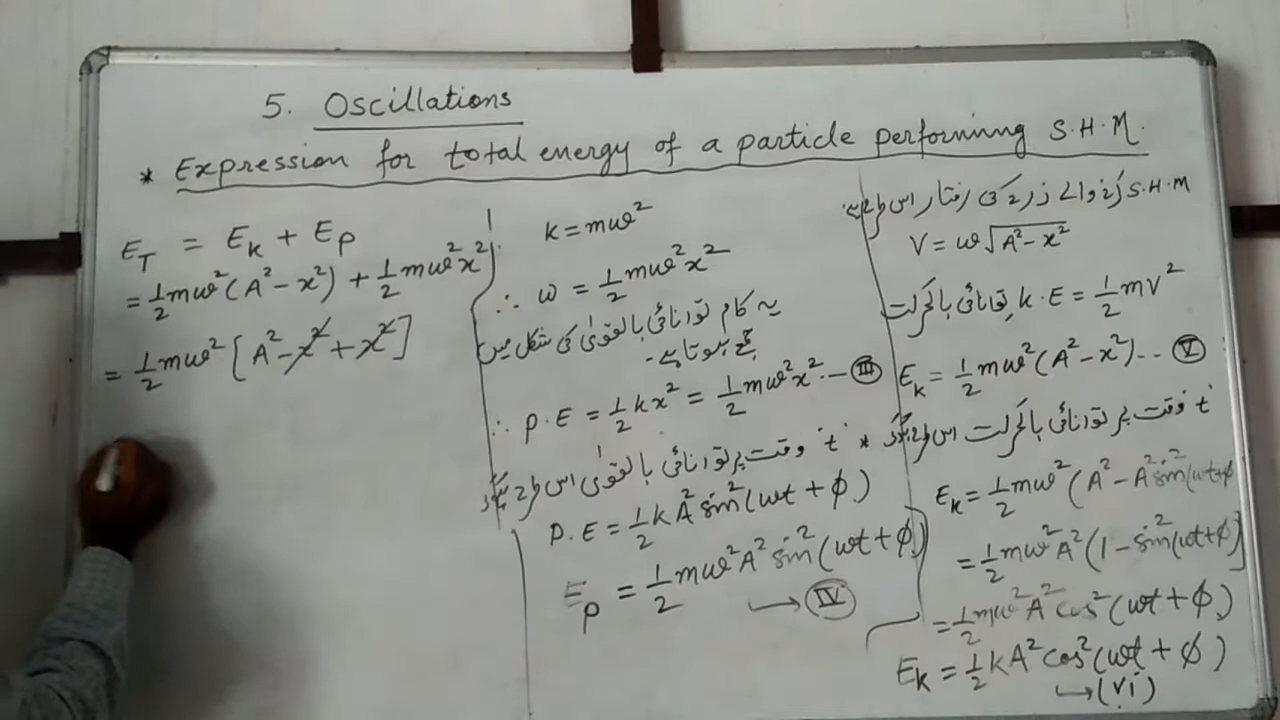 5. Oscillations
* Expression for total energy of a particle performing S.H.M.
E_T = E_K + E_P
= 1/2 mω²(A² - x²) + 1/2 mω²x²
= 1/2 mω² [A² - x² + x²]
k = mω²
∴ ω = 1/2 mω²x²
یہ کام توانائی بالقویٰ کی شکل میں
جمع ہوتا ہے۔
∴ P.E = 1/2 kx² = 1/2 mω²x² -- (III)
* 't' وقت پر توانائی بالقویٰ اس طرح ہوگی
P.E = 1/2 kA² sin²(ωt + φ)
E_P = 1/2 mω²A² sin²(ωt + φ)
→ (IV)
S.H.M کرنے والے ذرے کی رفتار اس طرح ہے
V = ω√(A² - x²)
توانائی بالحرکت K.E = 1/2 mV²
E_K = 1/2 mω²(A² - x²) -- (V)
't' وقت پر توانائی بالحرکت اس طرح ہوگی
E_K = 1/2 mω²(A² - A² sin²(ωt + φ
= 1/2 mω²A²(1 - sin²(ωt + φ)]
= 1/2 mω²A² cos²(ωt + φ)
E_K = 1/2 kA² cos²(ωt + φ)
→ (vi)